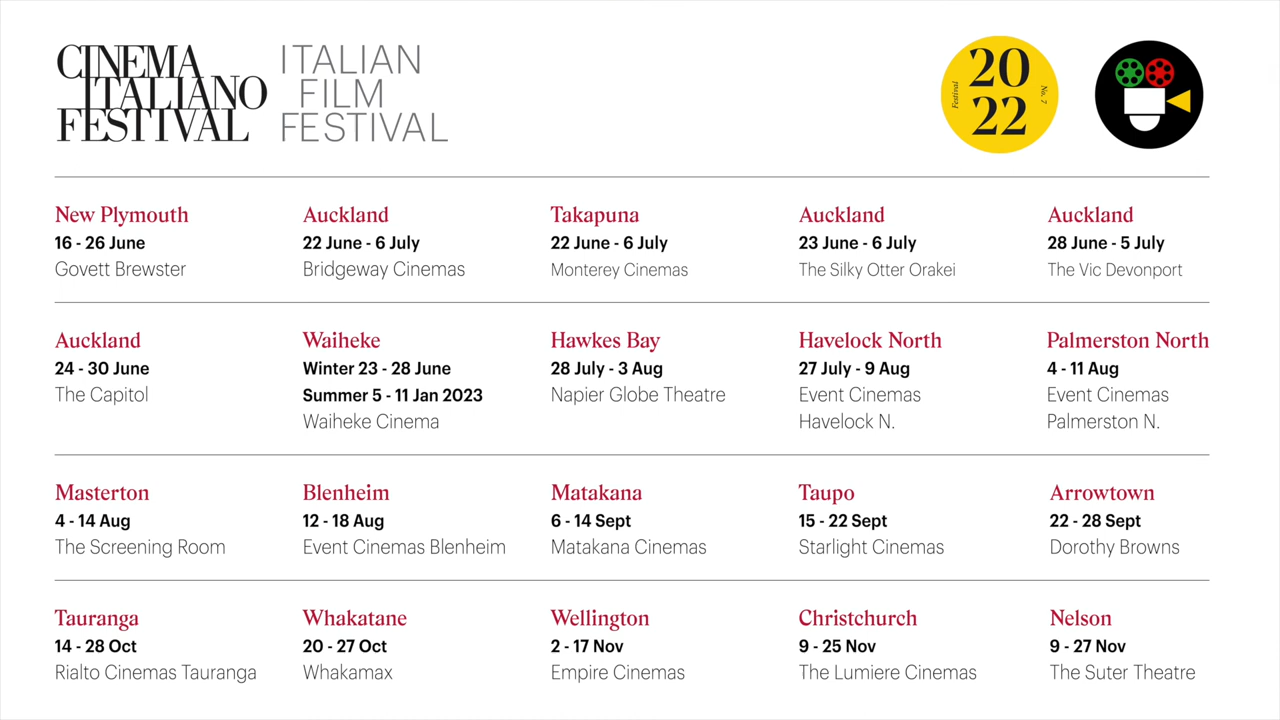 CINEMA
ITALIANO
FESTIVAL
ITALIAN
FILM
FESTIVAL
Festival
20
22
No. 7
New Plymouth
16 - 26 June
Govett Brewster
Auckland
22 June - 6 July
Bridgeway Cinemas
Takapuna
22 June - 6 July
Monterey Cinemas
Auckland
23 June - 6 July
The Silky Otter Orakei
Auckland
28 June - 5 July
The Vic Devonport
Auckland
24 - 30 June
The Capitol
Waiheke
Winter 23 - 28 June
Summer 5 - 11 Jan 2023
Waiheke Cinema
Hawkes Bay
28 July - 3 Aug
Napier Globe Theatre
Havelock North
27 July - 9 Aug
Event Cinemas
Havelock N.
Palmerston North
4 - 11 Aug
Event Cinemas
Palmerston N.
Masterton
4 - 14 Aug
The Screening Room
Blenheim
12 - 18 Aug
Event Cinemas Blenheim
Matakana
6 - 14 Sept
Matakana Cinemas
Taupo
15 - 22 Sept
Starlight Cinemas
Arrowtown
22 - 28 Sept
Dorothy Browns
Tauranga
14 - 28 Oct
Rialto Cinemas Tauranga
Whakatane
20 - 27 Oct
Whakamax
Wellington
2 - 17 Nov
Empire Cinemas
Christchurch
9 - 25 Nov
The Lumiere Cinemas
Nelson
9 - 27 Nov
The Suter Theatre